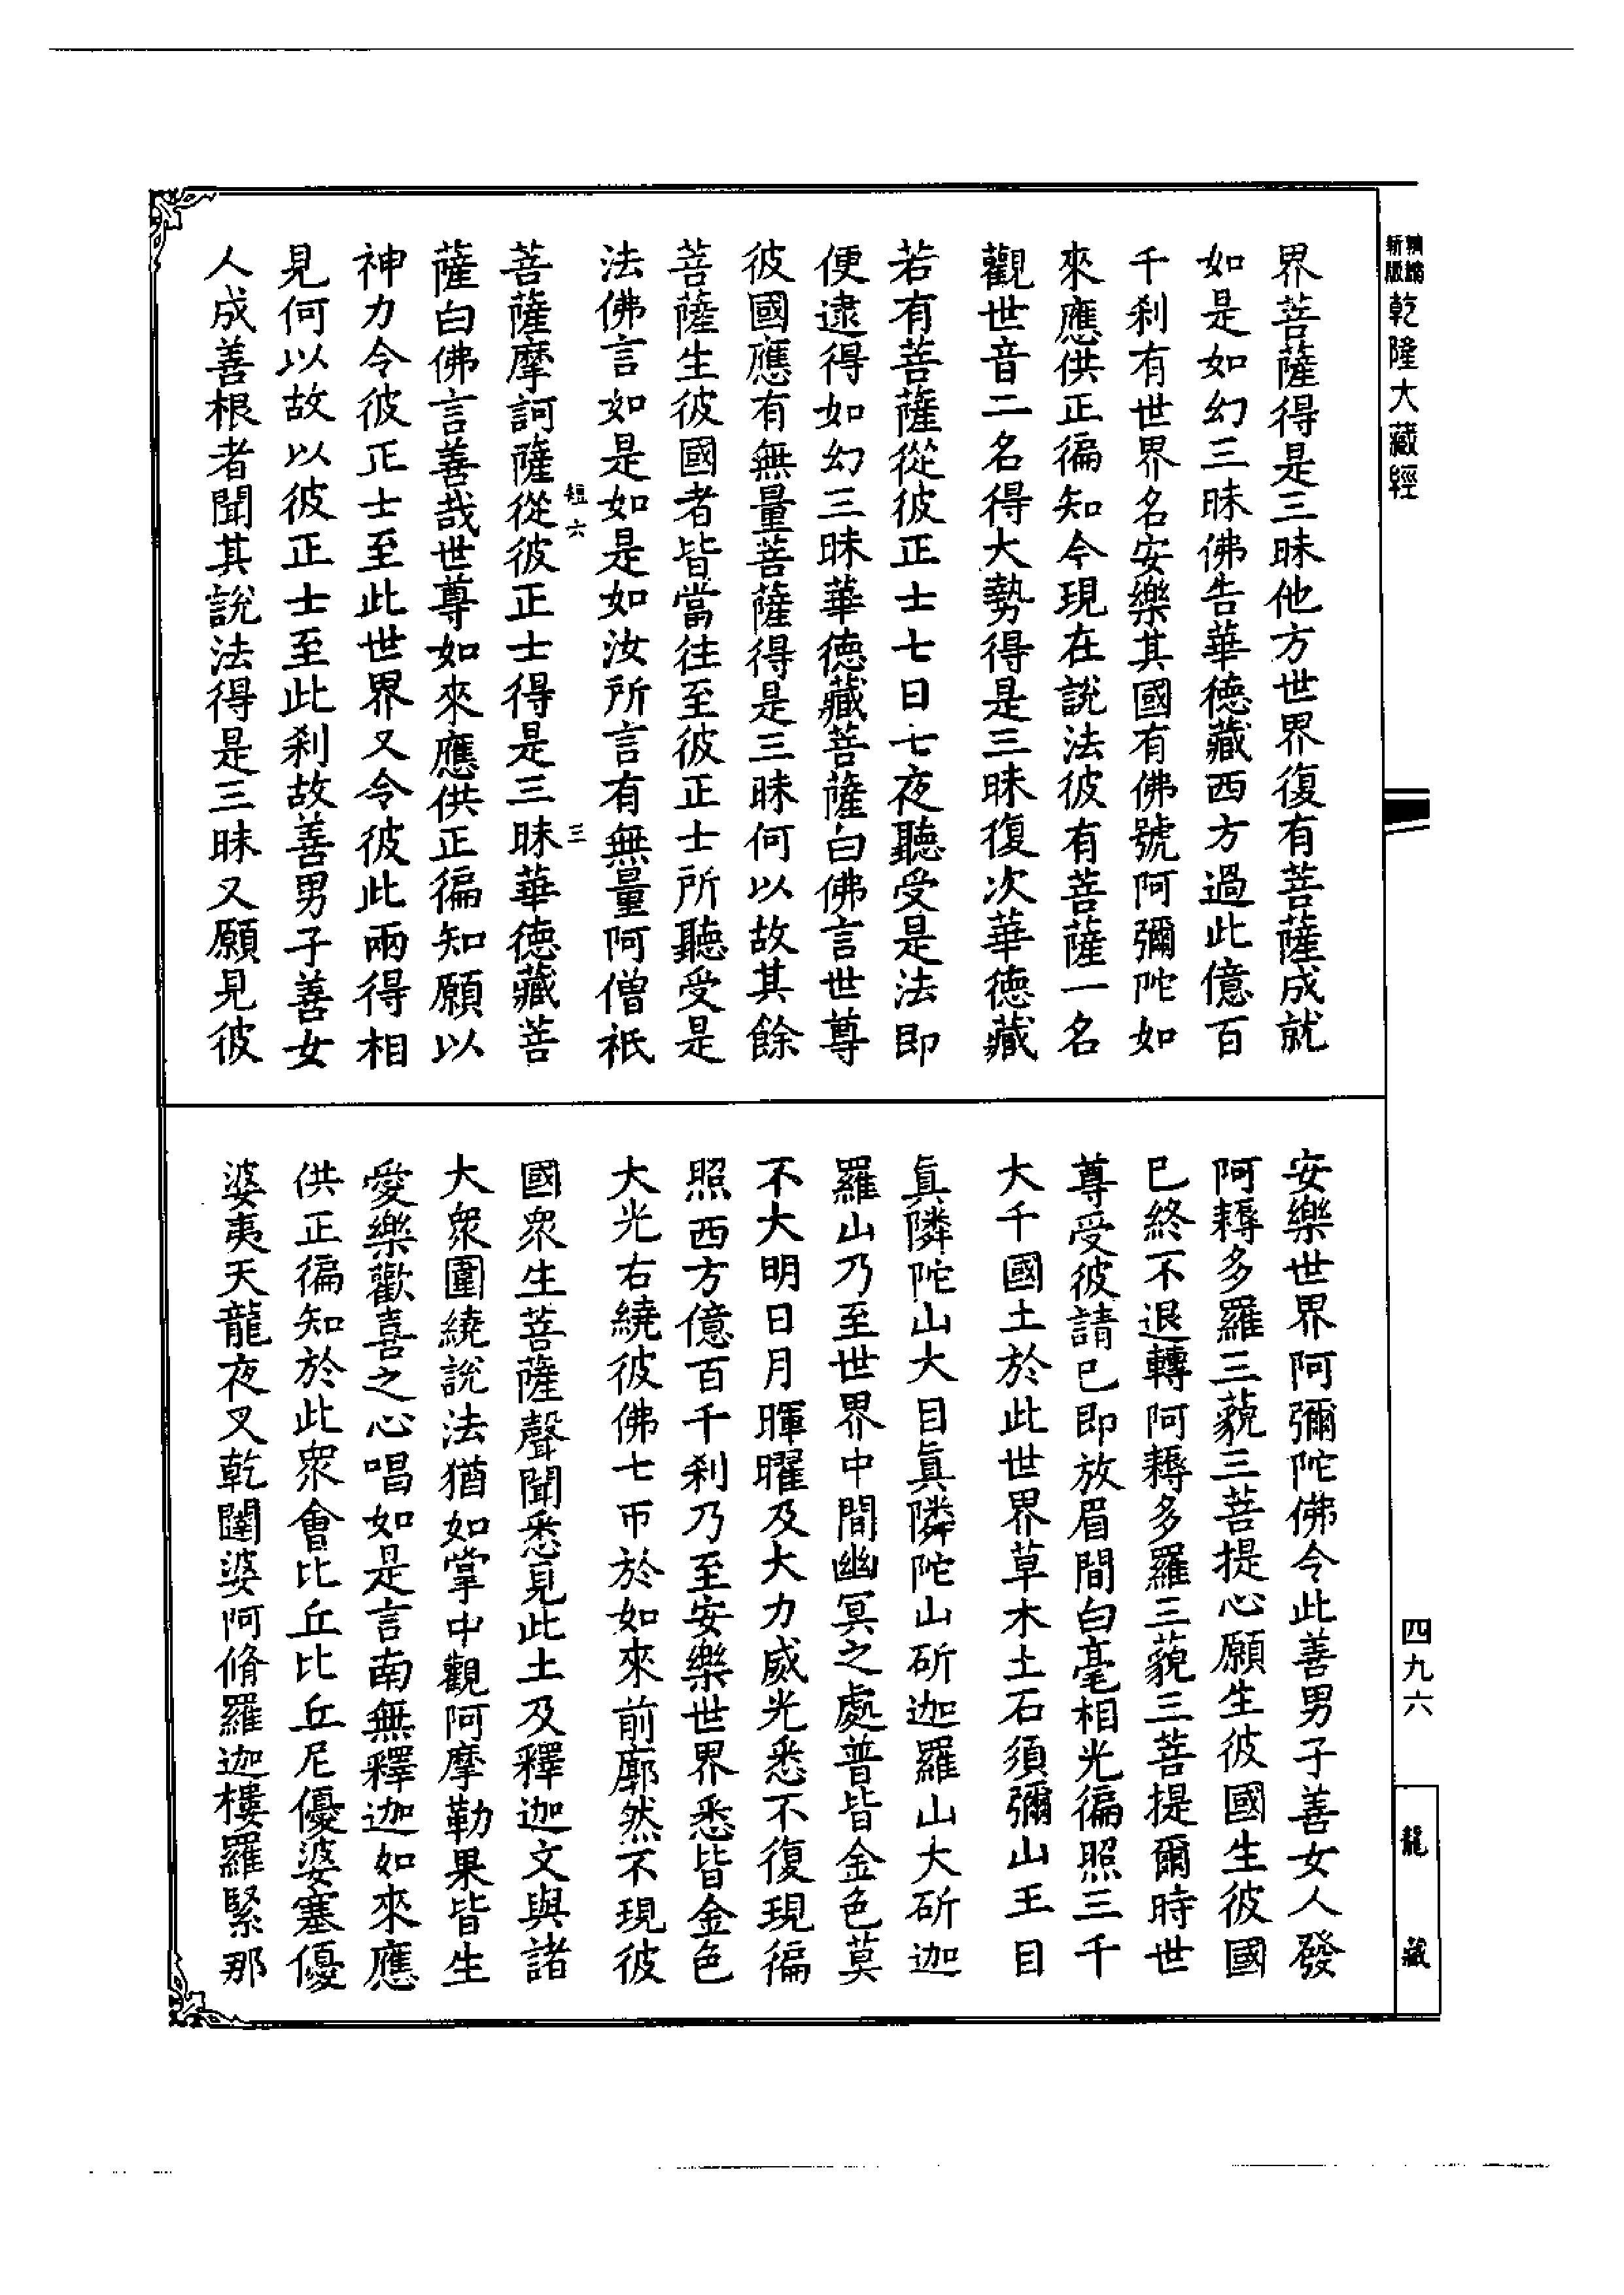 新版
精縮
乾隆大藏經
四九六
龍藏
界菩薩得是三昧他方世界復有菩薩成就
如是如幻三昧佛告華德藏西方過此億百
千剎有世界名安樂其國有佛號阿彌陀如
來應供正徧知今現在說法彼有菩薩一名
觀世音二名得大勢得是三昧復次華德藏
若有菩薩從彼正士七日七夜聽受是法即
便逮得如幻三昧華德藏菩薩白佛言世尊
彼國應有無量菩薩得是三昧何以故其餘
菩薩生彼國者皆當往至彼正士所聽受是
法佛言如是如是如汝所言有無量阿僧祇
短六
三
菩薩摩訶薩從彼正士得是三昧華德藏菩
薩白佛言善哉世尊如來應供正徧知願以
神力令彼正士至此世界又令彼此兩得相
見何以故以彼正士至此剎故善男子善女
人成善根者聞其說法得是三昧又願見彼
安樂世界阿彌陀佛令此善男子善女人發
阿耨多羅三藐三菩提心願生彼國生彼國
已終不退轉阿耨多羅三藐三菩提爾時世
尊受彼請已即放眉間白毫相光徧照三千
大千國土於此世界草木土石須彌山王目
真隣陀山大目真隣陀山斫迦羅山大斫迦
羅山乃至世界中間幽冥之處普皆金色莫
不大明日月暉曜及大力威光悉不復現徧
照西方億百千剎乃至安樂世界悉皆金色
大光右繞彼佛七帀於如來前廓然不現彼
國衆生菩薩聲聞悉見此土及釋迦文與諸
大衆圍繞說法猶如掌中觀阿摩勒果皆生
愛樂歡喜之心唱如是言南無釋迦如來應
供正徧知於此衆會比丘比丘尼優婆塞優
婆夷天龍夜叉乾闥婆阿脩羅迦樓羅緊那